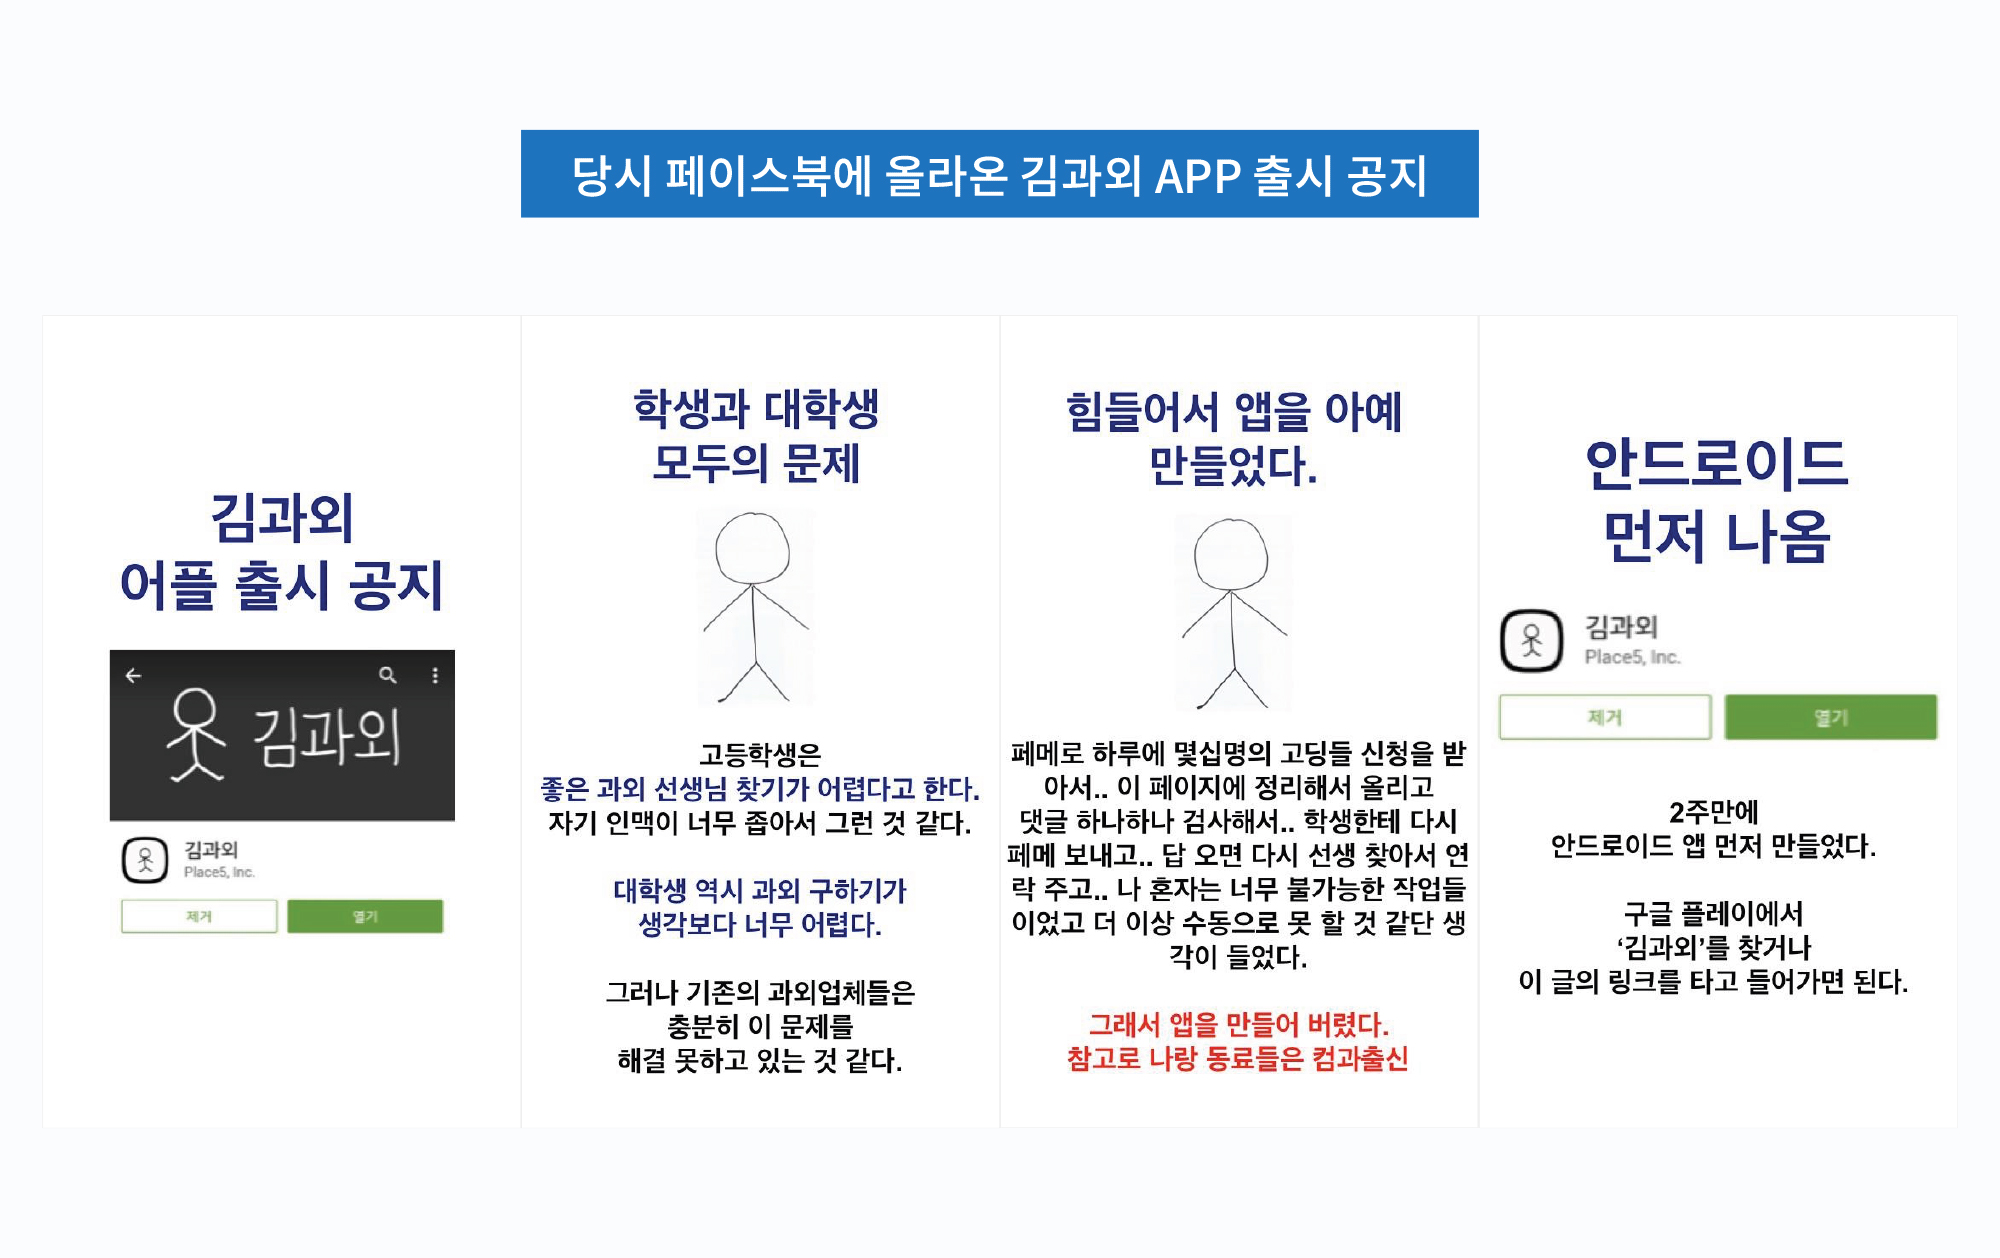 당시 페이스북에 올라온 김과외 APP 출시 공지
김과외
어플 출시 공지
김과외
김과외
Place5, Inc.
제거
열기
학생과 대학생
모두의 문제
고등학생은
좋은 과외 선생님 찾기가 어렵다고 한다.
자기 인맥이 너무 좁아서 그런 것 같다.
대학생 역시 과외 구하기가
생각보다 너무 어렵다.
그러나 기존의 과외업체들은
충분히 이 문제를
해결 못하고 있는 것 같다.
힘들어서 앱을 아예
만들었다.
페메로 하루에 몇십명의 고딩들 신청을 받
아서.. 이 페이지에 정리해서 올리고
댓글 하나하나 검사해서.. 학생한테 다시
페메 보내고.. 답 오면 다시 선생 찾아서 연
락 주고.. 나 혼자는 너무 불가능한 작업들
이었고 더 이상 수동으로 못 할 것 같단 생
각이 들었다.
그래서 앱을 만들어 버렸다.
참고로 나랑 동료들은 컴과출신
안드로이드
먼저 나옴
김과외
Place5, Inc.
제거
열기
2주만에
안드로이드 앱 먼저 만들었다.
구글 플레이에서
‘김과외’를 찾거나
이 글의 링크를 타고 들어가면 된다.